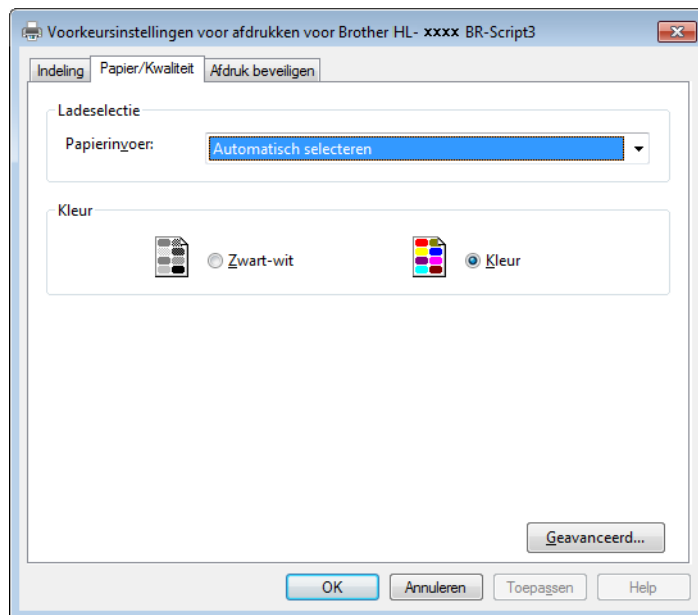 Voorkeursinstellingen voor afdrukken voor Brother HL- xxxx BR-Script3
Indeling Papier/Kwaliteit Afdruk beveiligen
Ladeselectie
Papierinvoer: Automatisch selecteren
Kleur
Zwart-wit Kleur
Geavanceerd...
OK Annuleren Toepassen Help